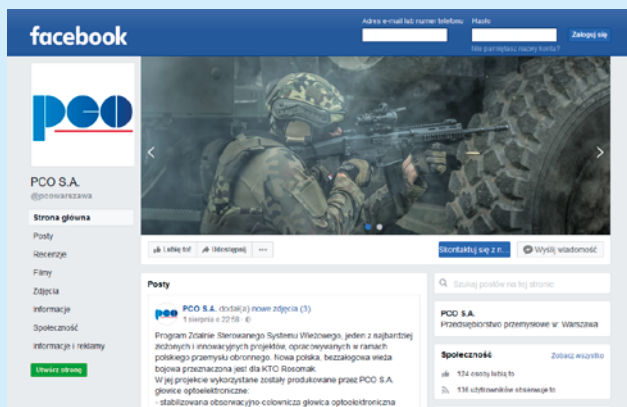 facebook
Adres e-mail lub numer telefonu
Hasło
Zaloguj się
Nie pamiętasz nazwy konta?
pco
PCO S.A.
@pcowarszawa
Strona główna
Posty
Recenzje
Filmy
Zdjęcia
Informacje
Społeczność
Informacje i reklamy
Utwórz stronę
Lubię to!
Udostępnij
Skontaktuj się z n...
Wyślij wiadomość
Posty
PCO S.A. dodał(a) nowe zdjęcia (3)
1 sierpnia o 22:58
Program Zdalnie Sterowanego Systemu Wieżowego, jeden z najbardziej
złożonych i innowacyjnych projektów, opracowywanych w ramach
polskiego przemysłu obronnego. Nowa polska, bezzałogowa wieża
bojowa przeznaczona jest dla KTO Rosomak.
W jej projekcie wykorzystane zostały produkowane przez PCO S.A.
głowice optoelektroniczne:
- stabilizowana obserwacyjno-celownicza głowica optoelektroniczna
Szukaj postów na tej stronie
PCO S.A.
Przedsiębiorstwo przemysłowe w: Warszawa
Społeczność
Zobacz wszystko
124 osoby lubią to
136 użytkowników obserwuje to